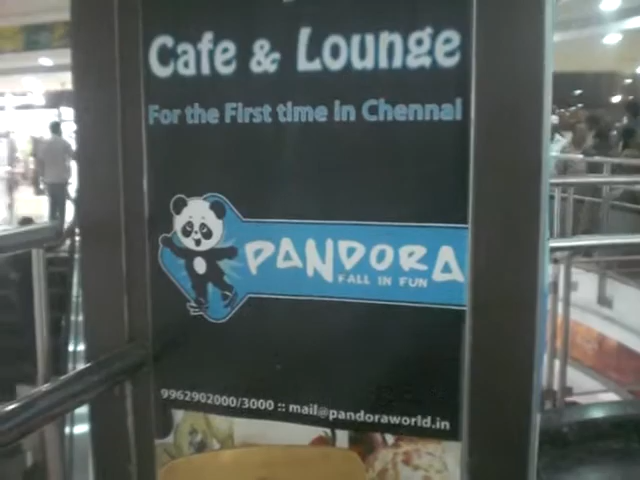 Cafe & Lounge
For the First time in Chennai
PANDORA
FALL IN FUN
9962902000/3000 :: mail@pandoraworld.in